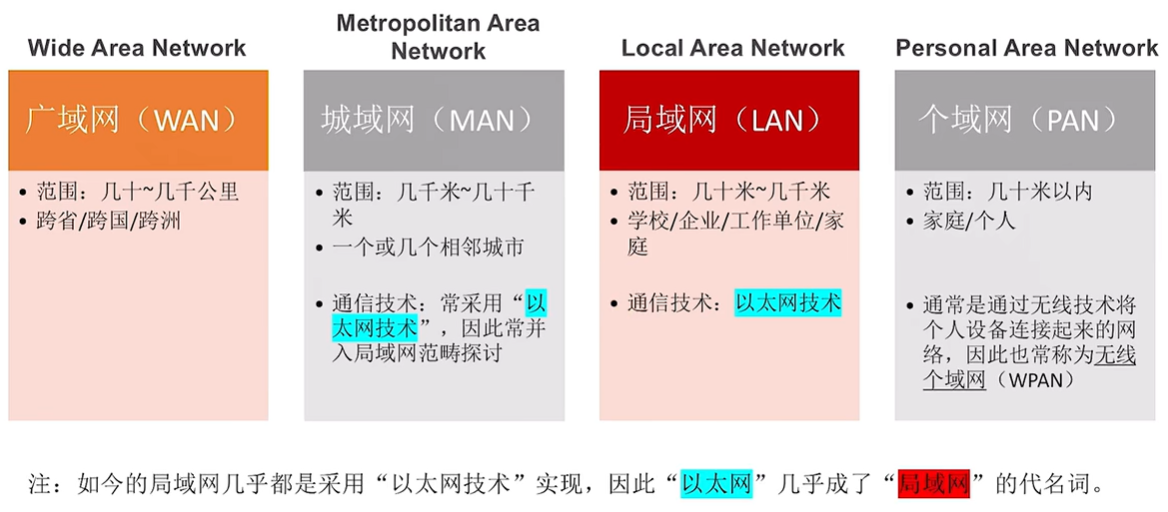 Wide Area Network
广域网（WAN）
• 范围：几十~几千公里
• 跨省/跨国/跨洲
Metropolitan Area
Network
城域网（MAN）
• 范围：几千米~几十千
米
• 一个或几个相邻城市
• 通信技术：常采用“以
太网技术”，因此常并
入局域网范畴探讨
Local Area Network
局域网（LAN）
• 范围：几十米~几千米
• 学校/企业/工作单位/家
庭
• 通信技术：以太网技术
Personal Area Network
个域网（PAN）
• 范围：几十米以内
• 家庭/个人
• 通常是通过无线技术将
个人设备连接起来的网
络，因此也常称为无线
个域网（WPAN）
注：如今的局域网几乎都是采用“以太网技术”实现，因此“以太网”几乎成了“局域网”的代名词。